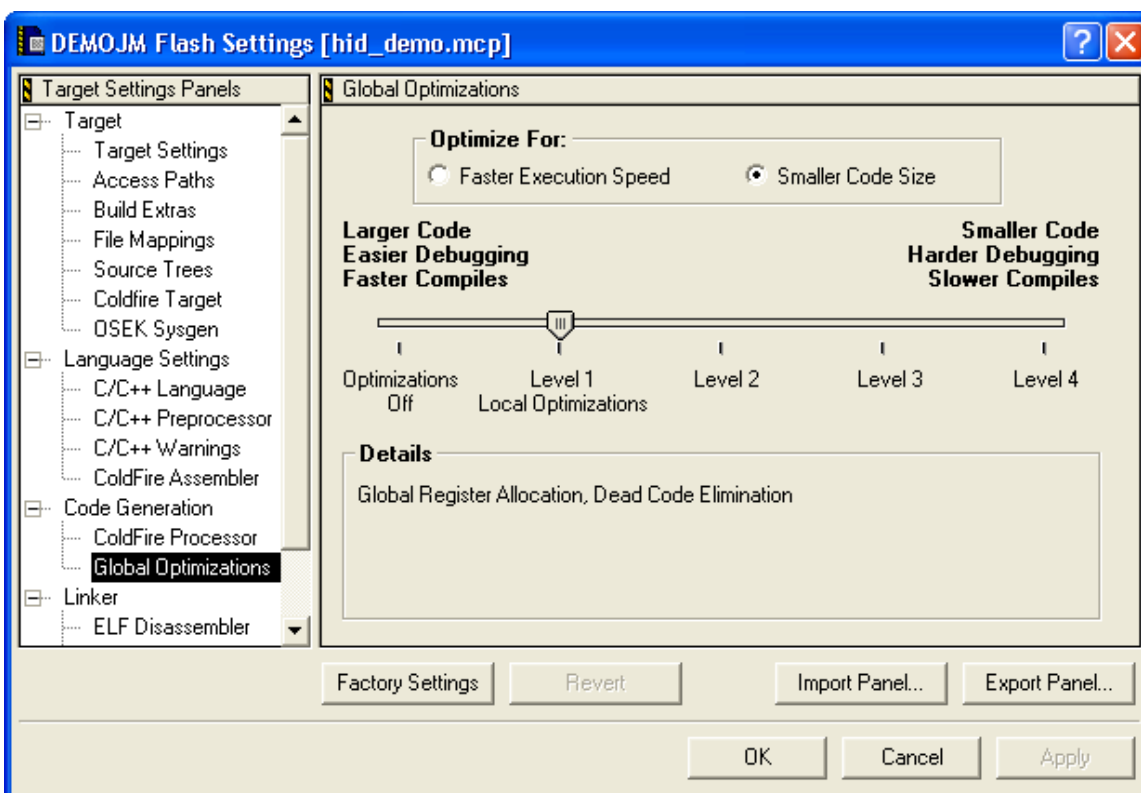 DEMOJM Flash Settings [hid_demo.mcp]
Target Settings Panels
Target
Target Settings
Access Paths
Build Extras
File Mappings
Source Trees
Coldfire Target
OSEK Sysgen
Language Settings
C/C++ Language
C/C++ Preprocessor
C/C++ Warnings
ColdFire Assembler
Code Generation
ColdFire Processor
Global Optimizations
Linker
ELF Disassembler
Global Optimizations
Optimize For:
Faster Execution Speed
Smaller Code Size
Larger Code
Easier Debugging
Faster Compiles
Smaller Code
Harder Debugging
Slower Compiles
Optimizations
Off
Level 1
Local Optimizations
Level 2
Level 3
Level 4
Details
Global Register Allocation, Dead Code Elimination
Factory Settings
Revert
Import Panel...
Export Panel...
OK
Cancel
Apply